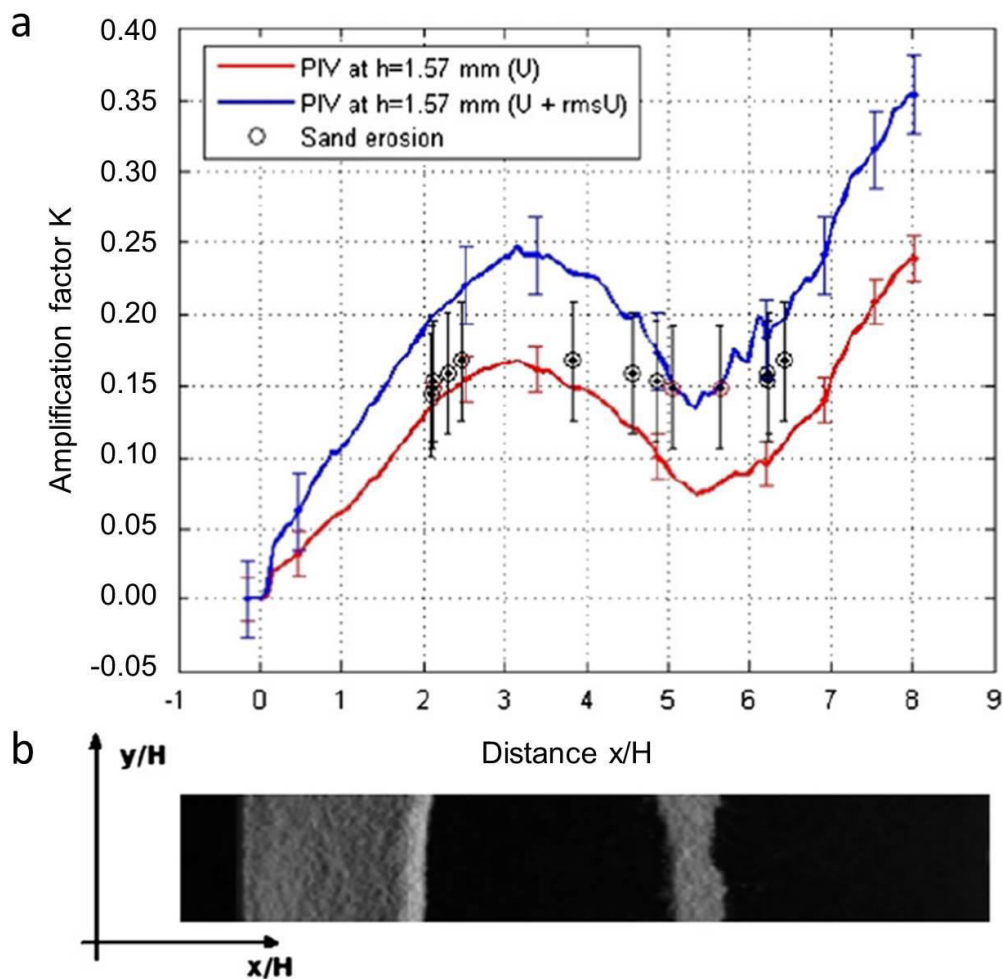 a
0.40
0.35
0.30
0.25
0.20
0.15
0.10
0.05
0.00
-0.05
Amplification factor K
PIV at h=1.57 mm (U)
PIV at h=1.57 mm (U + rmsU)
Sand erosion
-1 0 1 2 3 4 5 6 7 8 9
Distance x/H
b
y/H
x/H